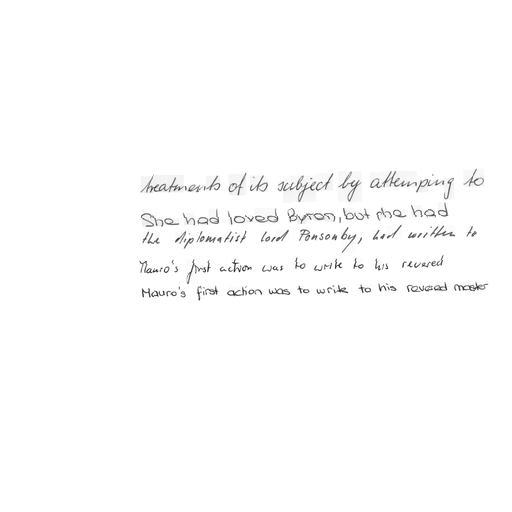 treatments of its subject by attempting to
She had loved Byron, but she had
the diplomatist Lord Ponsonby, had written to
Mauro's first action was to write to his revered
Mauro's first action was to write to his revered master